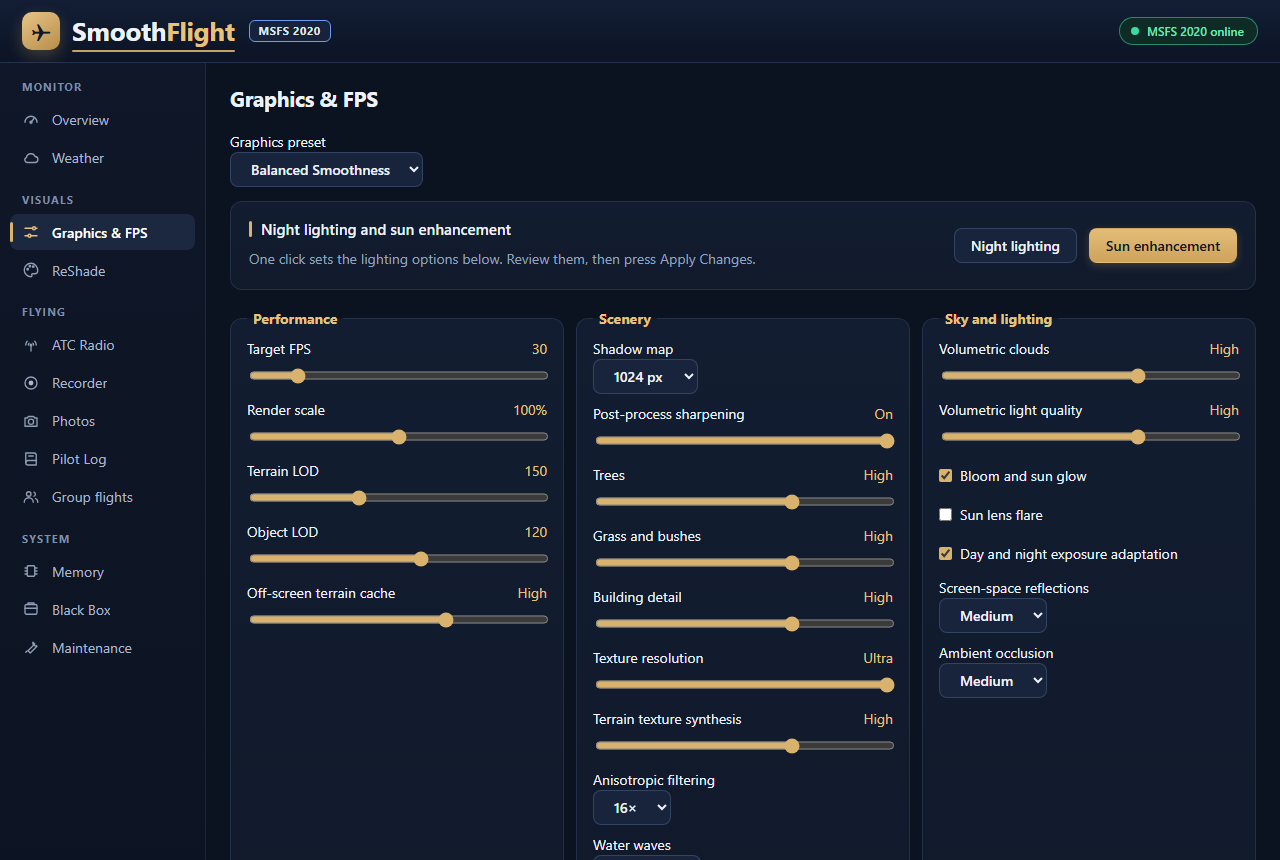 SmoothFlight
MSFS 2020
MSFS 2020 online
MONITOR
Overview
Weather
VISUALS
Graphics & FPS
ReShade
FLYING
ATC Radio
Recorder
Photos
Pilot Log
Group flights
SYSTEM
Memory
Black Box
Maintenance
Graphics & FPS
Graphics preset
Balanced Smoothness
Night lighting and sun enhancement
One click sets the lighting options below. Review them, then press Apply Changes.
Night lighting
Sun enhancement
Performance
Target FPS 30
Render scale 100%
Terrain LOD 150
Object LOD 120
Off-screen terrain cache High
Scenery
Shadow map
1024 px
Post-process sharpening On
Trees High
Grass and bushes High
Building detail High
Texture resolution Ultra
Terrain texture synthesis High
Anisotropic filtering
16×
Water waves
Sky and lighting
Volumetric clouds High
Volumetric light quality High
Bloom and sun glow
Sun lens flare
Day and night exposure adaptation
Screen-space reflections
Medium
Ambient occlusion
Medium